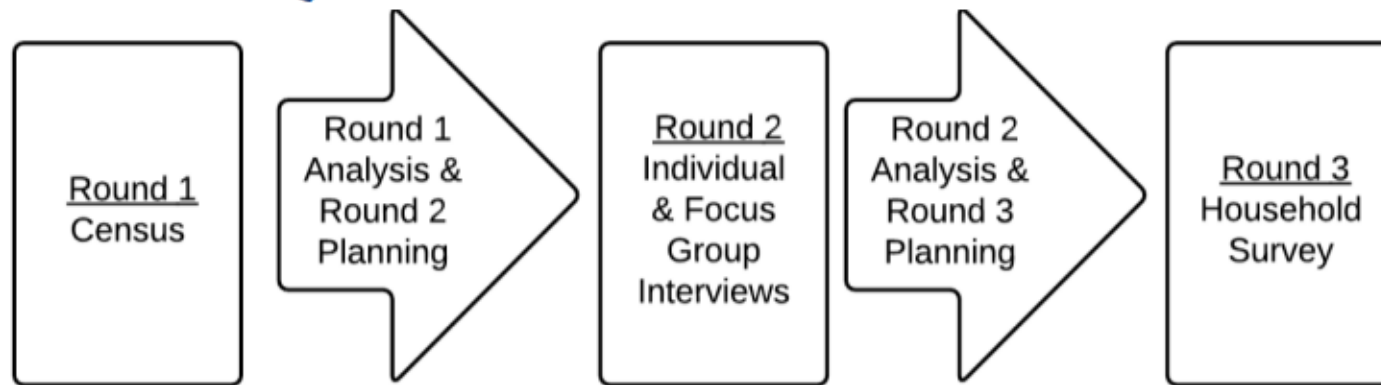 Round 1
Census
Round 1
Analysis &
Round 2
Planning
Round 2
Individual
& Focus
Group
Interviews
Round 2
Analysis &
Round 3
Planning
Round 3
Household
Survey